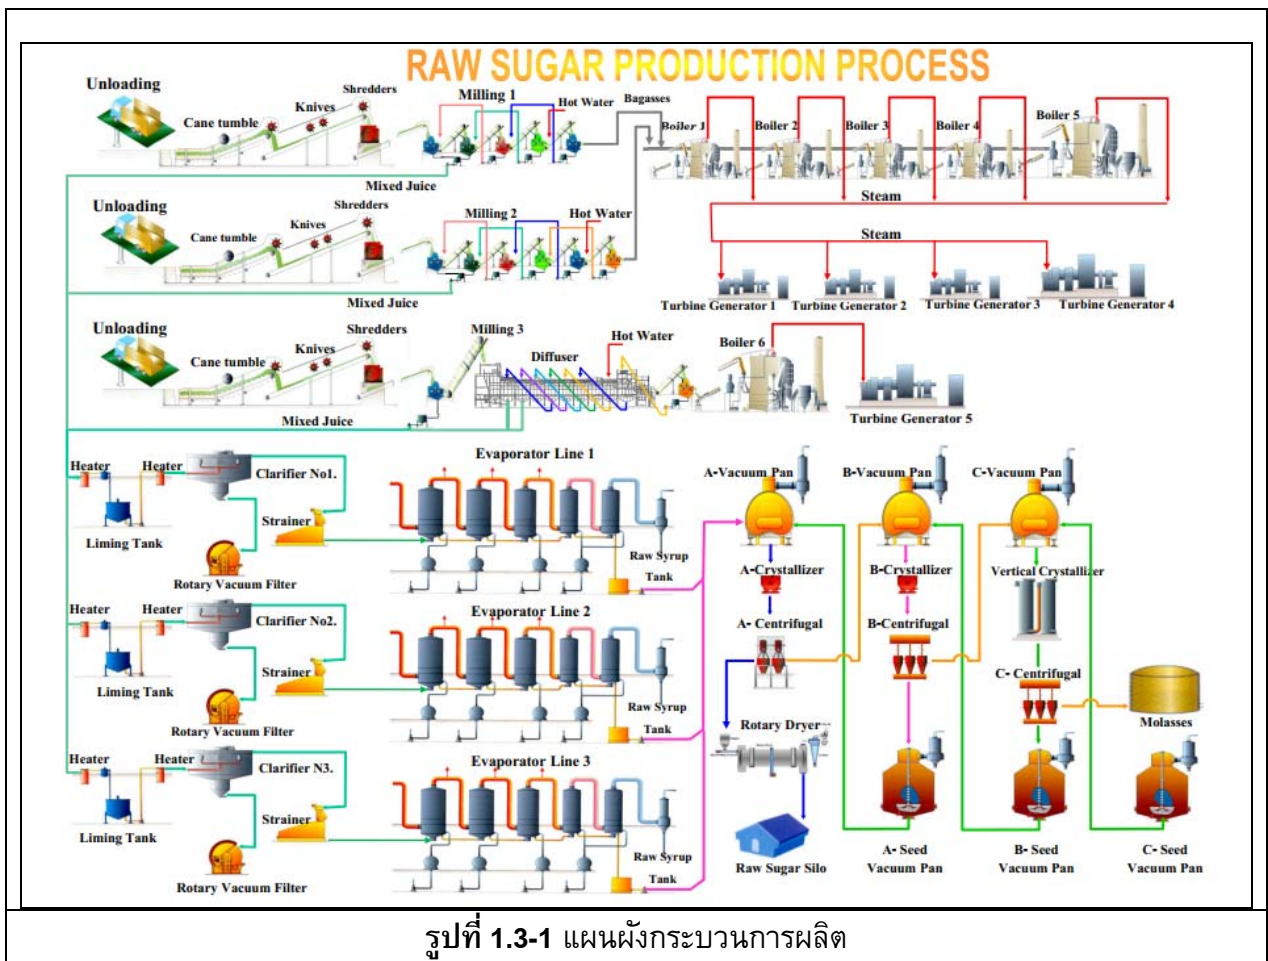 RAW SUGAR PRODUCTION PROCESS
Unloading
Cane tumble
Knives
Shredders
Milling 1
Hot Water
Bagasses
Mixed Juice
Boiler 1
Boiler 2
Boiler 3
Boiler 4
Boiler 5
Steam
Unloading
Cane tumble
Knives
Shredders
Milling 2
Hot Water
Mixed Juice
Steam
Turbine Generator 1
Turbine Generator 2
Turbine Generator 3
Turbine Generator 4
Unloading
Cane tumble
Knives
Shredders
Milling 3
Diffuser
Hot Water
Mixed Juice
Boiler 6
Turbine Generator 5
Heater
Heater
Clarifier No1.
Liming Tank
Strainer
Rotary Vacuum Filter
Evaporator Line 1
Raw Syrup
Tank
Heater
Heater
Clarifier No2.
Liming Tank
Strainer
Rotary Vacuum Filter
Evaporator Line 2
Raw Syrup
Tank
Heater
Heater
Clarifier N3.
Liming Tank
Strainer
Rotary Vacuum Filter
Evaporator Line 3
Raw Syrup
Tank
A-Vacuum Pan
B-Vacuum Pan
C-Vacuum Pan
A-Crystallizer
B-Crystallizer
Vertical Crystallizer
A- Centrifugal
B-Centrifugal
C- Centrifugal
Molasses
Rotary Dryer
Raw Sugar Silo
A- Seed
Vacuum Pan
B- Seed
Vacuum Pan
C- Seed
Vacuum Pan
รูปที่ 1.3-1 แผนผังกระบวนการผลิต